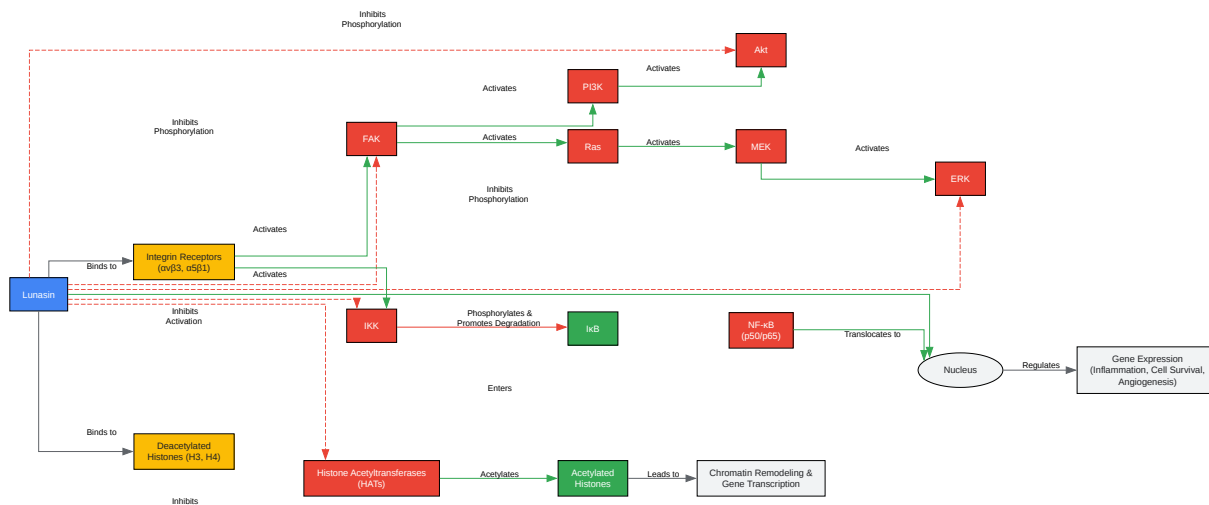 Inhibits
Phosphorylation
Akt
Activates
PI3K
Activates
Inhibits
Phosphorylation
FAK
Activates
Ras
Activates
MEK
Activates
ERK
Inhibits
Phosphorylation
Activates
Integrin Receptors
(αvβ3, α5β1)
Binds to
Activates
Lunasin
Inhibits
Activation
IKK
Phosphorylates &
Promotes Degradation
IκB
NF-κB
(p50/p65)
Translocates to
Nucleus
Regulates
Gene Expression
(Inflammation, Cell Survival,
Angiogenesis)
Enters
Binds to
Deacetylated
Histones (H3, H4)
Histone Acetyltransferases
(HATs)
Acetylates
Acetylated
Histones
Leads to
Chromatin Remodeling &
Gene Transcription
Inhibits